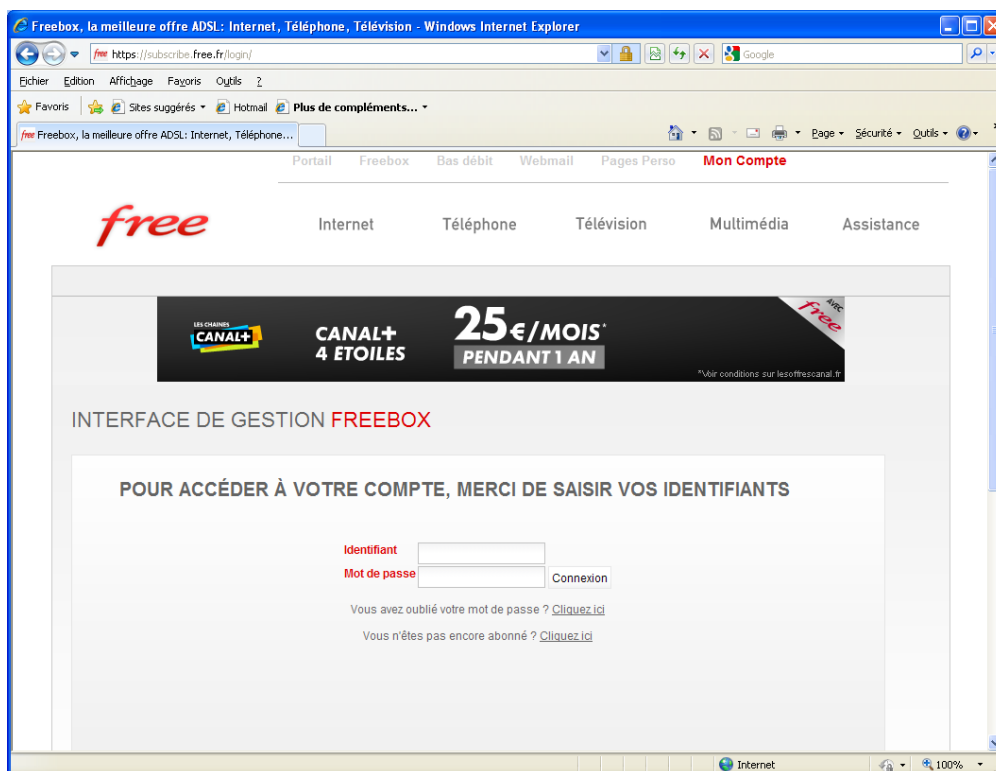 Freebox, la meilleure offre ADSL: Internet, Téléphone, Télévision - Windows Internet Explorer
free https://subscribe.free.fr/login/ Google
Fichier Edition Affichage Favoris Outils ?
Favoris Sites suggérés Hotmail Plus de compléments...
free Freebox, la meilleure offre ADSL: Internet, Téléphone... Page Sécurité Outils
Portail Freebox Bas débit Webmail Pages Perso Mon Compte
free Internet Téléphone Télévision Multimédia Assistance
LES CHAINES CANAL+
CANAL+ 4 ETOILES
25€/MOIS*
PENDANT 1 AN
AVEC free
*Voir conditions sur lesoffrescanal.fr
INTERFACE DE GESTION FREEBOX
POUR ACCÉDER À VOTRE COMPTE, MERCI DE SAISIR VOS IDENTIFIANTS
Identifiant
Mot de passe Connexion
Vous avez oublié votre mot de passe ? Cliquez ici
Vous n'êtes pas encore abonné ? Cliquez ici
Internet 100%